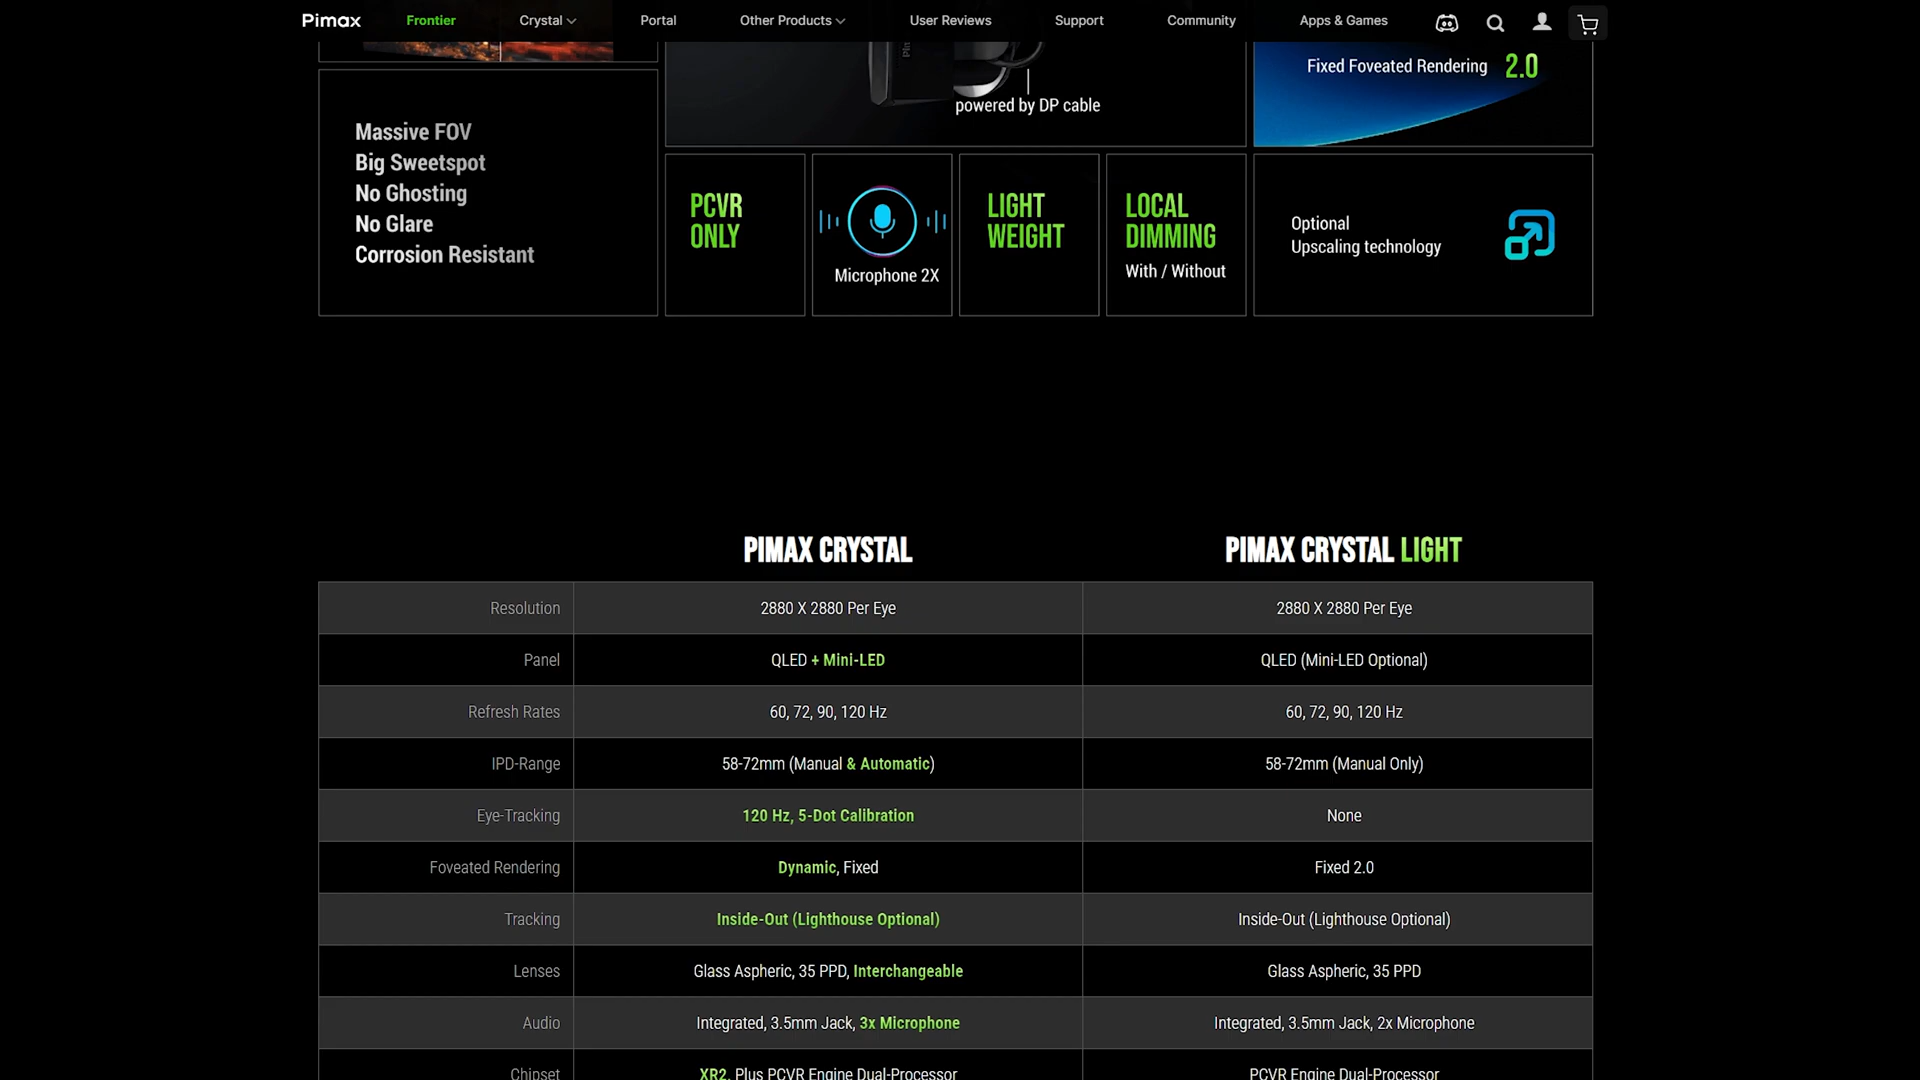 Pimax Frontier Crystal Portal Other Products User Reviews Support Community Apps & Games
powered by DP cable
Fixed Foveated Rendering 2.0
Massive FOV
Big Sweetspot
No Ghosting
No Glare
Corrosion Resistant
PCVR
ONLY
Microphone 2X
LIGHT
WEIGHT
LOCAL
DIMMING
With / Without
Optional
Upscaling technology
PIMAX CRYSTAL PIMAX CRYSTAL LIGHT
Resolution 2880 X 2880 Per Eye 2880 X 2880 Per Eye
Panel QLED + Mini-LED QLED (Mini-LED Optional)
Refresh Rates 60, 72, 90, 120 Hz 60, 72, 90, 120 Hz
IPD-Range 58-72mm (Manual & Automatic) 58-72mm (Manual Only)
Eye-Tracking 120 Hz, 5-Dot Calibration None
Foveated Rendering Dynamic, Fixed Fixed 2.0
Tracking Inside-Out (Lighthouse Optional) Inside-Out (Lighthouse Optional)
Lenses Glass Aspheric, 35 PPD, Interchangeable Glass Aspheric, 35 PPD
Audio Integrated, 3.5mm Jack, 3x Microphone Integrated, 3.5mm Jack, 2x Microphone
Chipset XR2, Plus PCVR Engine Dual-Processor PCVR Engine Dual-Processor